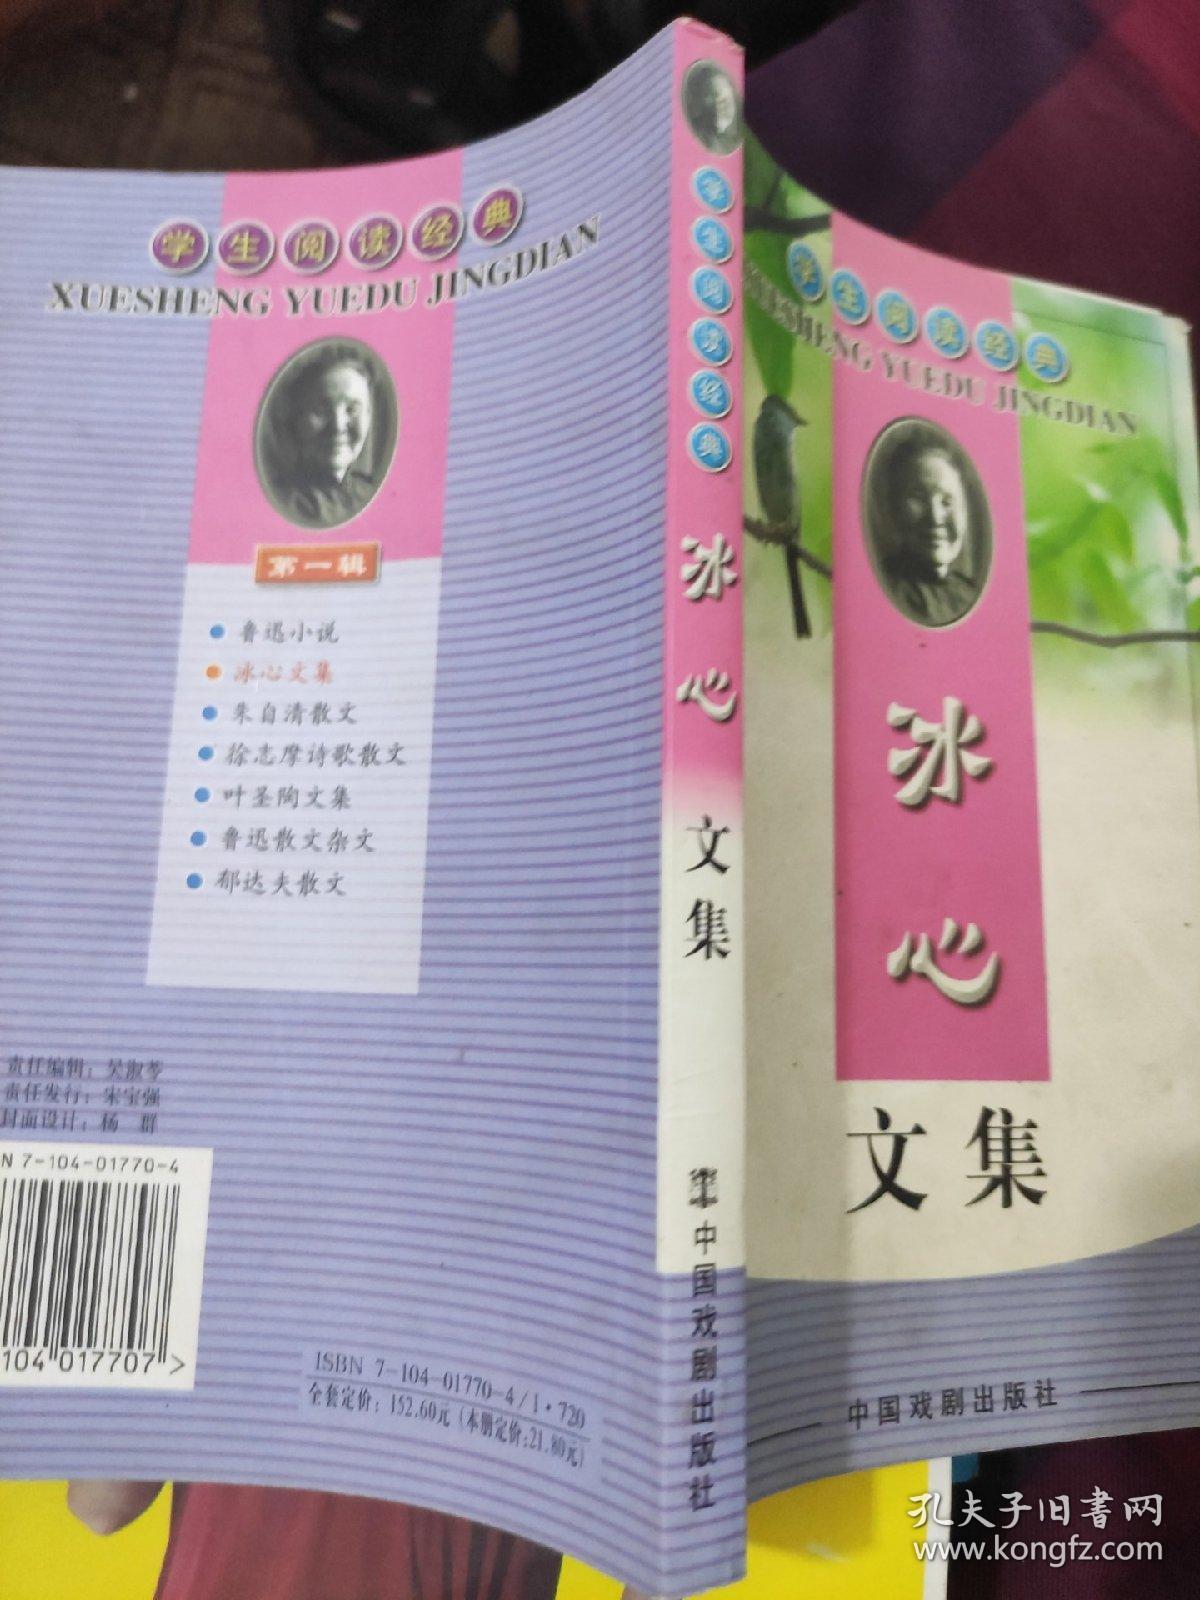 学生阅读经典
XUESHENG YUEDU JINGDIAN
第一辑
鲁迅小说
冰心文集
朱自清散文
徐志摩诗歌散文
叶圣陶文集
鲁迅散文杂文
郁达夫散文
责任编辑：吴淑苓
责任发行：宋宝强
封面设计：杨 群
N 7-104-01770-4
104 017707 >
ISBN 7-104-01770-4/I·720
全套定价：152.60元（本册定价:21.80元）
学生阅读经典
冰心
文集
中国戏剧出版社
学生阅读经典
XUESHENG YUEDU JINGDIAN
冰心
文集
中国戏剧出版社
孔夫子旧书网
www.kongfz.com